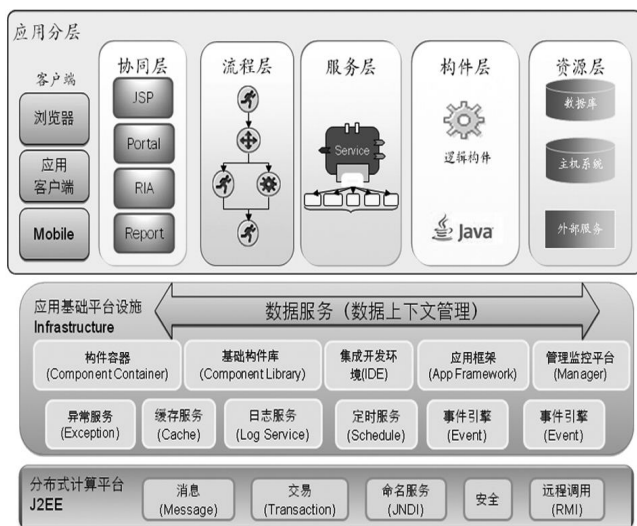 应用分层
客户端
浏览器
应用
客户端
Mobile
协同层
JSP
Portal
RIA
Report
流程层
服务层
Service
构件层
逻辑构件
Java
资源层
数据库
主机系统
外部服务
应用基础平台设施
Infrastructure
数据服务（数据上下文管理）
构件容器
(Component Container)
基础构件库
(Component Library)
集成开发环
境(IDE)
应用框架
(App Framework)
管理监控平台
(Manager)
异常服务
(Exception)
缓存服务
(Cache)
日志服务
(Log Service)
定时服务
(Schedule)
事件引擎
(Event)
事件引擎
(Event)
分布式计算平台
J2EE
消息
(Message)
交易
(Transaction)
命名服务
(JNDI)
安全
远程调用
(RMI)